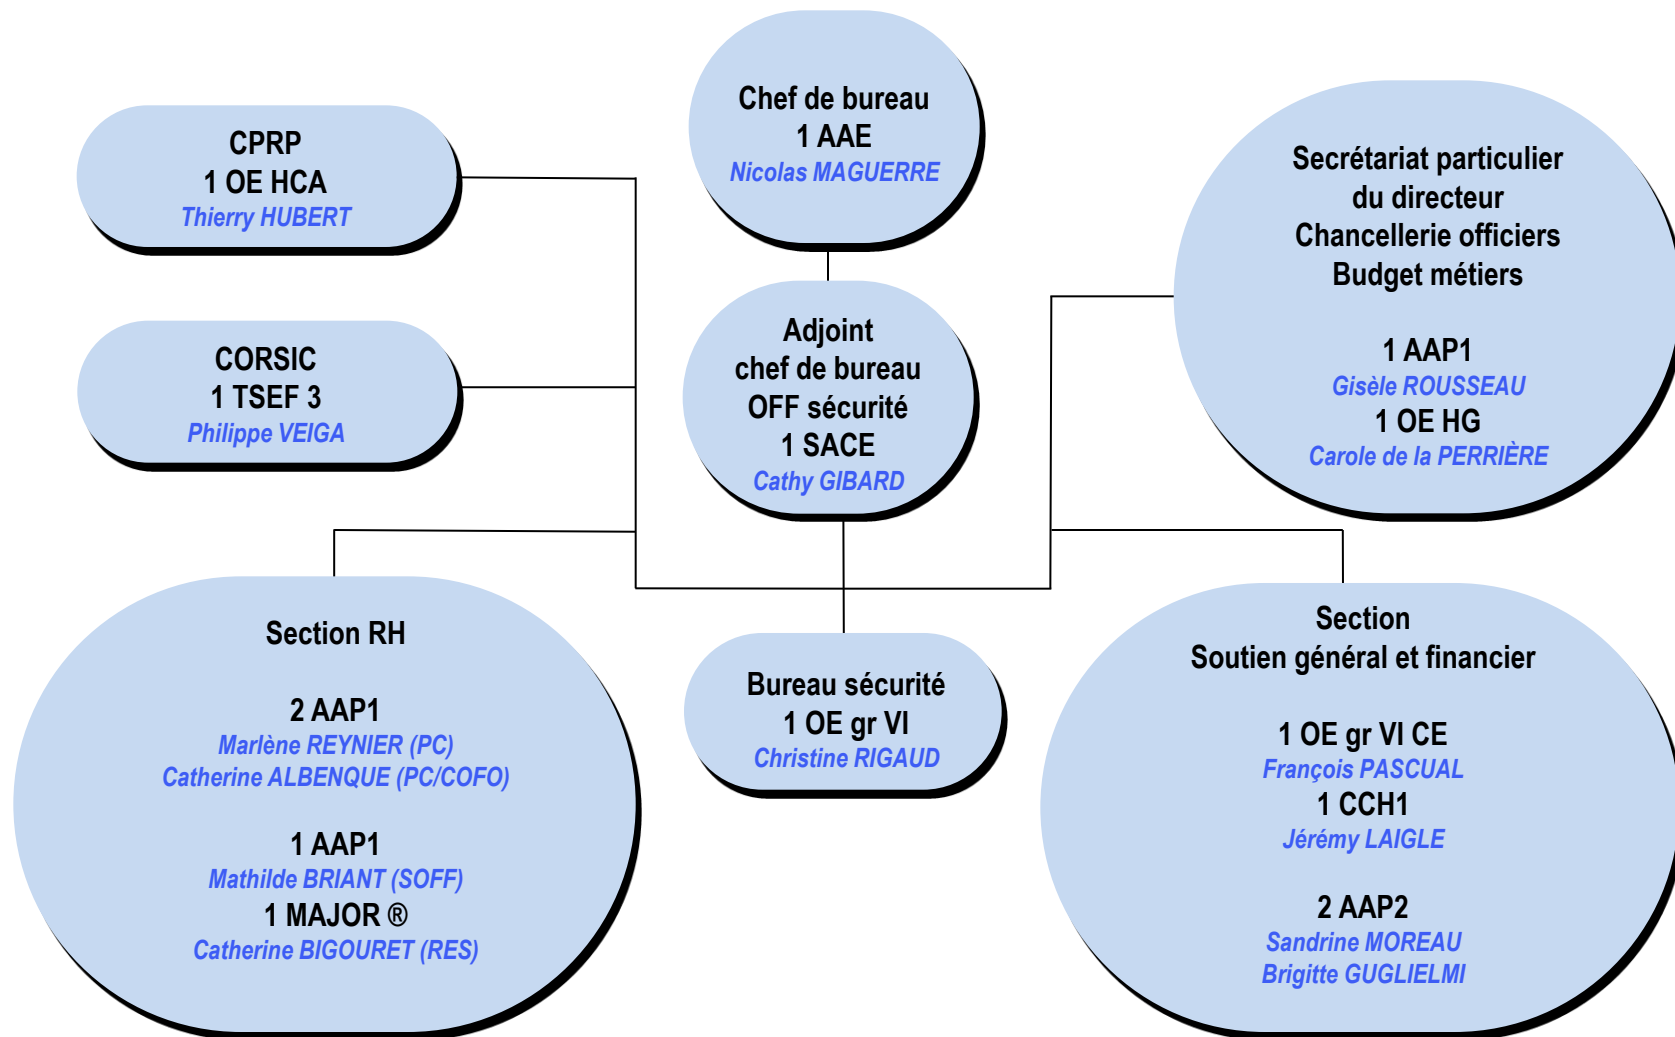 Chef de bureau
1 AAE
Nicolas MAGUERRE
CPRP
1 OE HCA
Thierry HUBERT
Secrétariat particulier
du directeur
Chancellerie officiers
Budget métiers
1 AAP1
Gisèle ROUSSEAU
1 OE HG
Carole de la PERRIÈRE
CORSIC
1 TSEF 3
Philippe VEIGA
Adjoint
chef de bureau
OFF sécurité
1 SACE
Cathy GIBARD
Section RH
2 AAP1
Marlène REYNIER (PC)
Catherine ALBENQUE (PC/COFO)
1 AAP1
Mathilde BRIANT (SOFF)
1 MAJOR ®
Catherine BIGOURET (RES)
Bureau sécurité
1 OE gr VI
Christine RIGAUD
Section
Soutien général et financier
1 OE gr VI CE
François PASCUAL
1 CCH1
Jérémy LAIGLE
2 AAP2
Sandrine MOREAU
Brigitte GUGLIELMI